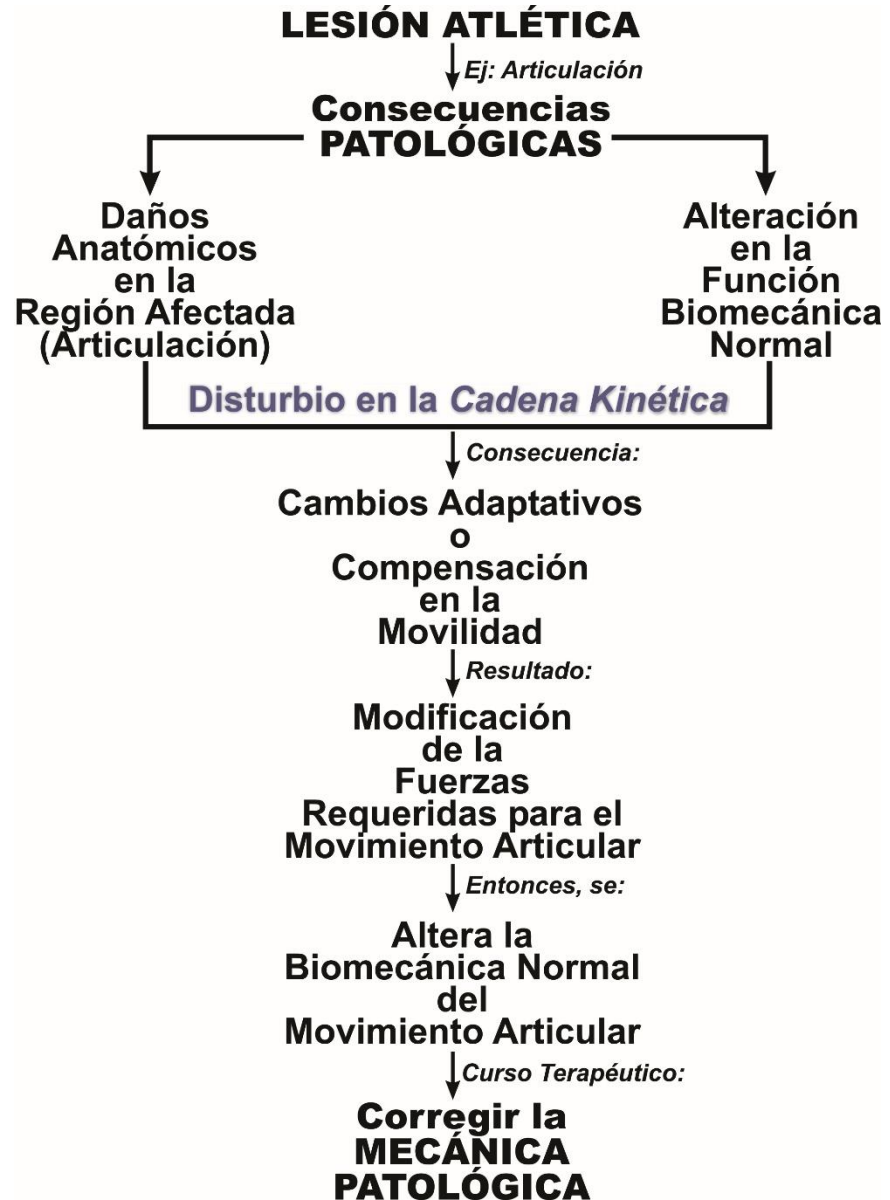 LESIÓN ATLÉTICA
Ej: Articulación
Consecuencias
PATOLÓGICAS
Daños
Anatómicos
en la
Región Afectada
(Articulación)
Alteración
en la
Función
Biomecánica
Normal
Disturbio en la Cadena Kinética
Consecuencia:
Cambios Adaptativos
o
Compensación
en la
Movilidad
Resultado:
Modificación
de la
Fuerzas
Requeridas para el
Movimiento Articular
Entonces, se:
Altera la
Biomecánica Normal
del
Movimiento Articular
Curso Terapéutico:
Corregir la
MECÁNICA
PATOLÓGICA